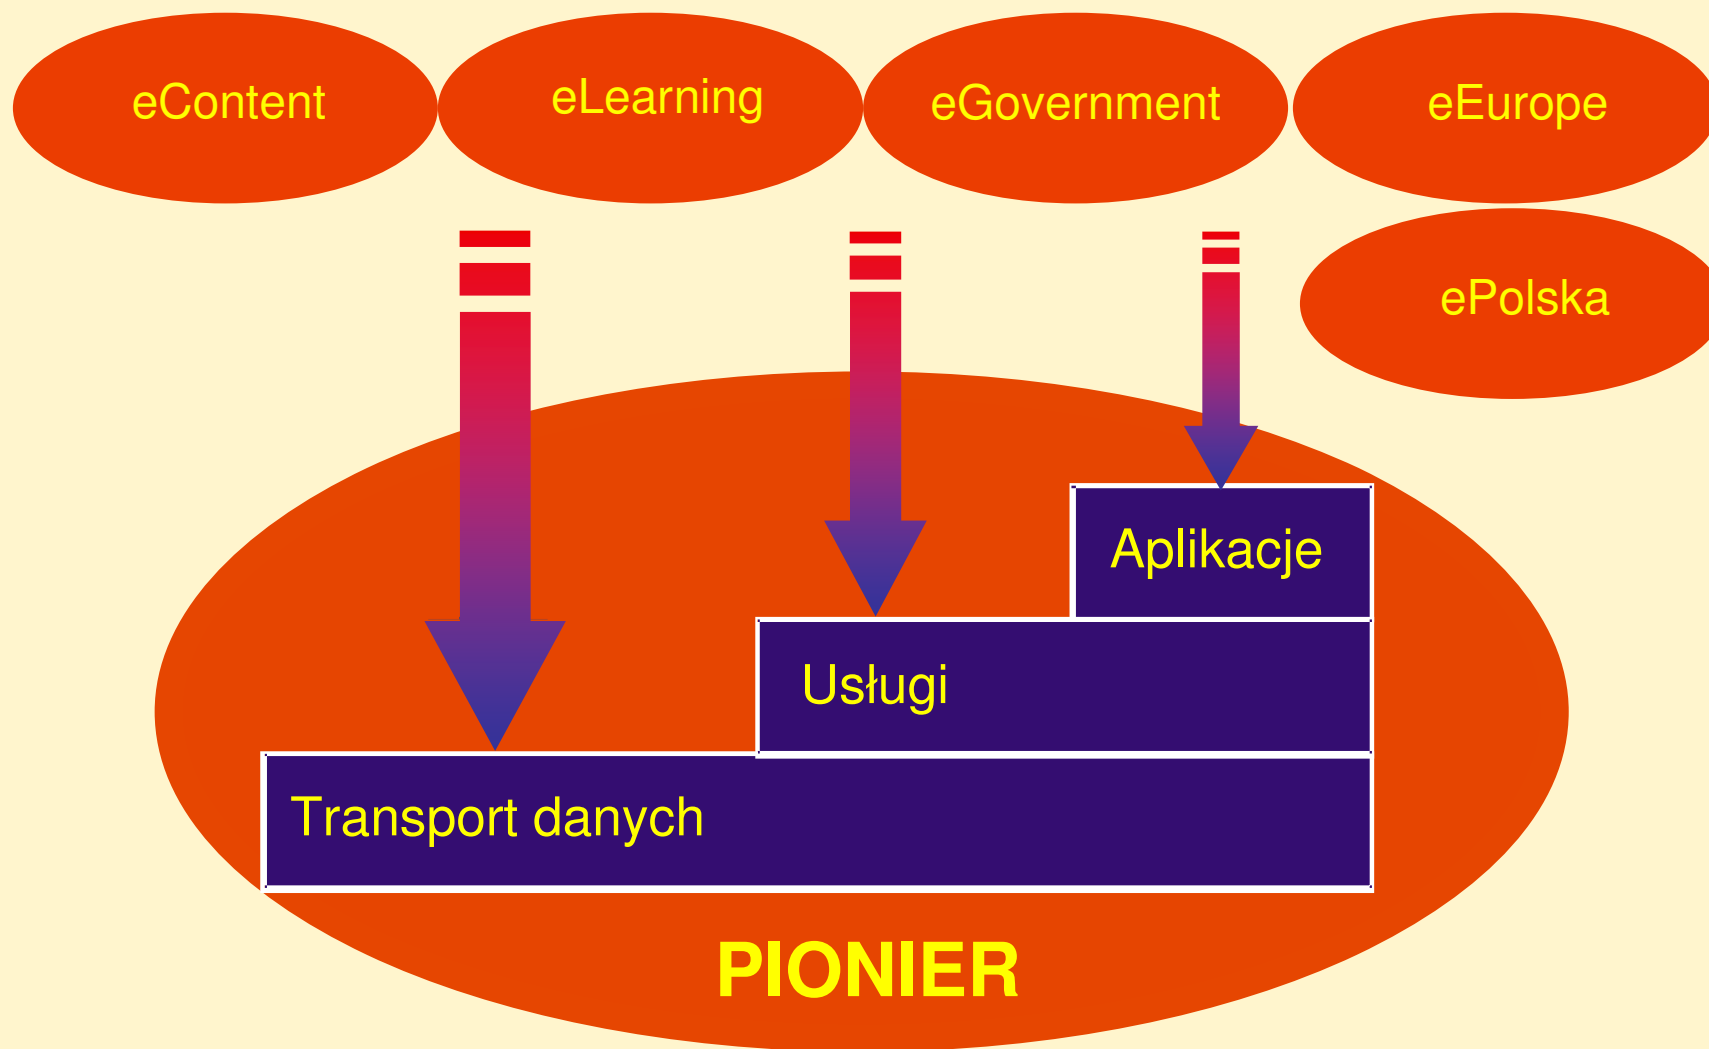 eContent
eLearning
eGovernment
eEurope
ePolska
Aplikacje
Usługi
Transport danych
PIONIER